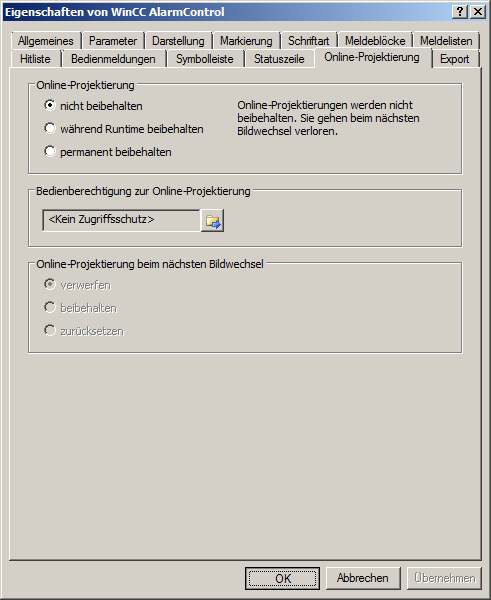 Eigenschaften von WinCC AlarmControl
Allgemeines Parameter Darstellung Markierung Schriftart Meldeblöcke Meldelisten
Hitliste Bedienmeldungen Symbolleiste Statuszeile Online-Projektierung Export
Online-Projektierung
nicht beibehalten
während Runtime beibehalten
permanent beibehalten
Online-Projektierungen werden nicht
beibehalten. Sie gehen beim nächsten
Bildwechsel verloren.
Bedienberechtigung zur Online-Projektierung
<Kein Zugriffsschutz>
Online-Projektierung beim nächsten Bildwechsel
verwerfen
beibehalten
zurücksetzen
OK Abbrechen Übernehmen